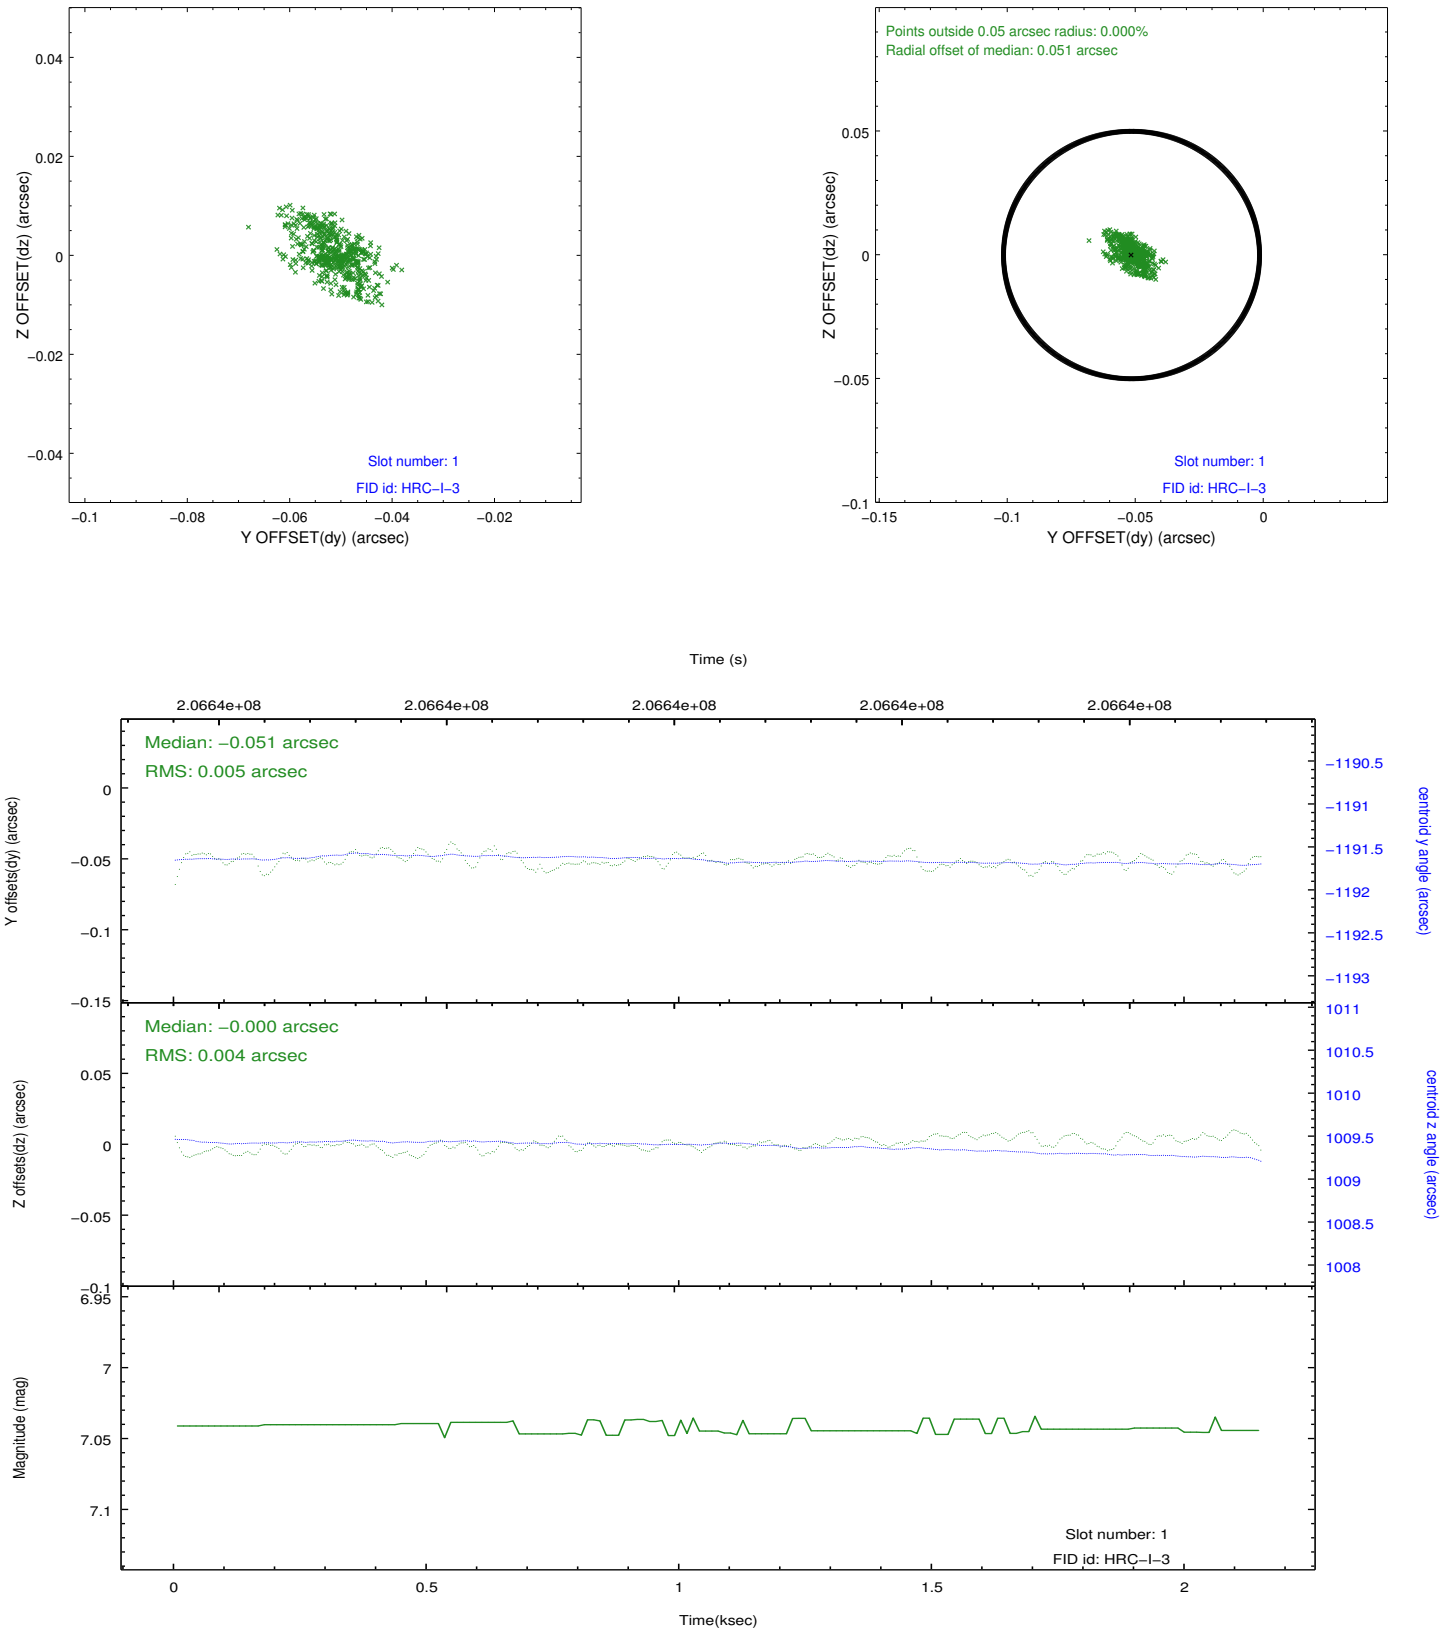 0.04
0.02
0
−0.02
−0.04
Z OFFSET(dz) (arcsec)
Slot number: 1
FID id: HRC−I−3
−0.1
−0.08
−0.06
−0.04
−0.02
Y OFFSET(dy) (arcsec)
Points outside 0.05 arcsec radius: 0.000%
Radial offset of median: 0.051 arcsec
0.05
0
−0.05
−0.1
Z OFFSET(dz) (arcsec)
Slot number: 1
FID id: HRC−I−3
−0.15
−0.1
−0.05
0
Y OFFSET(dy) (arcsec)
Time (s)
2.0664e+08
2.0664e+08
2.0664e+08
2.0664e+08
2.0664e+08
Median: −0.051 arcsec
RMS: 0.005 arcsec
0
−0.05
−0.1
−0.15
Y offsets(dy) (arcsec)
−1190.5
−1191
−1191.5
−1192
−1192.5
−1193
centroid y angle (arcsec)
Median: −0.000 arcsec
RMS: 0.004 arcsec
0.05
0
−0.05
−0.1
Z offsets(dz) (arcsec)
1011
1010.5
1010
1009.5
1009
1008.5
1008
centroid z angle (arcsec)
6.95
7
7.05
7.1
Magnitude (mag)
Slot number: 1
FID id: HRC−I−3
0
0.5
1
1.5
2
Time(ksec)